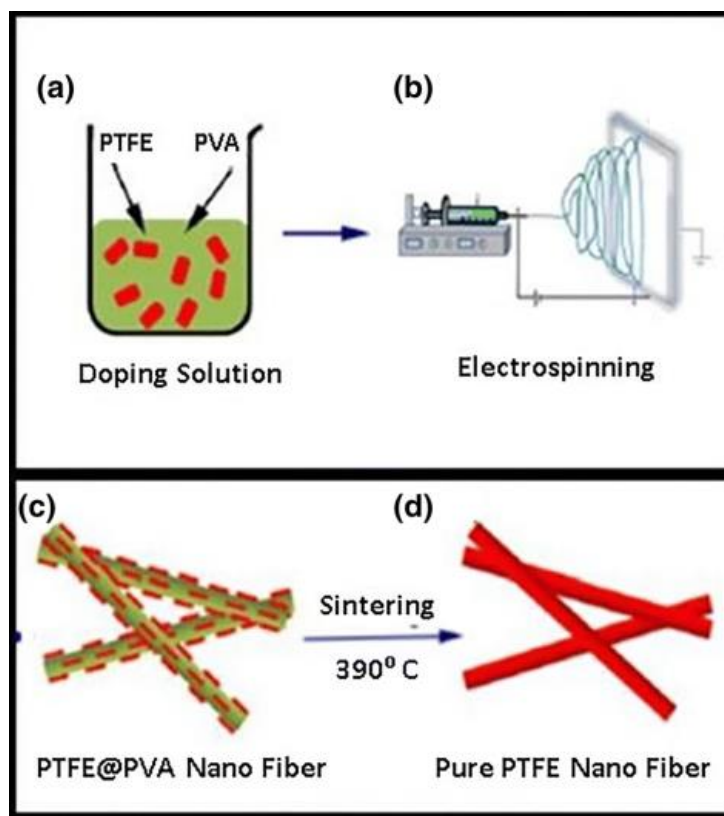 (a)
(b)
PTFE PVA
Doping Solution
Electrospinning
(c)
(d)
Sintering
390⁰ C
PTFE@PVA Nano Fiber
Pure PTFE Nano Fiber